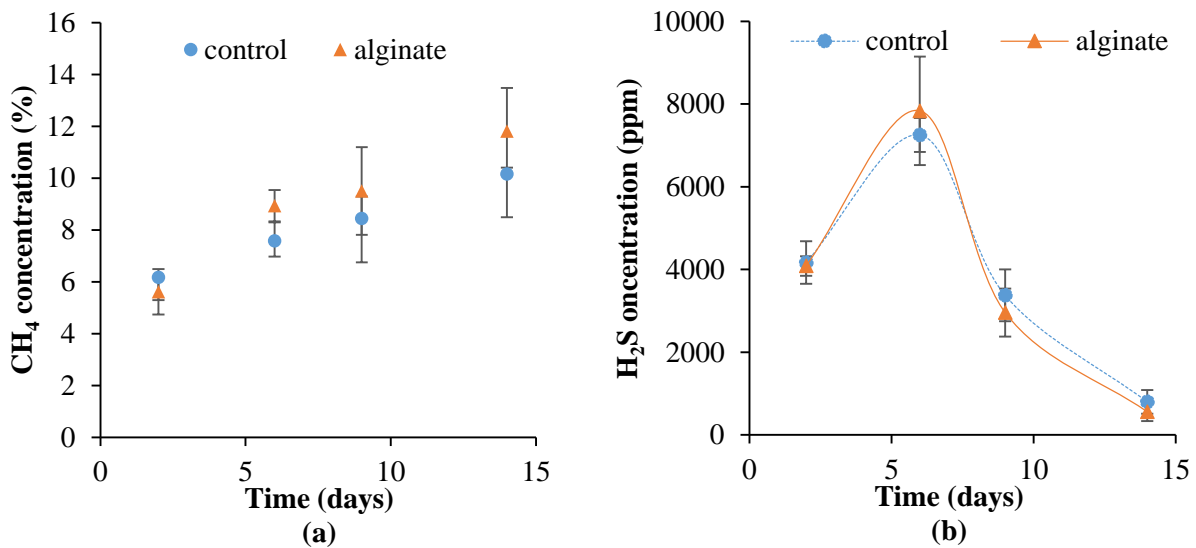 16
14
12
10
8
6
4
2
0
CH₄ concentration (%)
control
alginate
0 5 10 15
Time (days)
(a)
10000
8000
6000
4000
2000
0
H₂S oncentration (ppm)
control
alginate
0 5 10 15
Time (days)
(b)